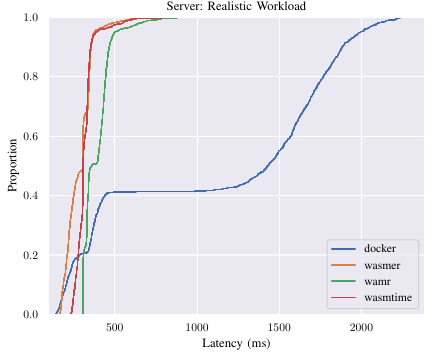 Server: Realistic Workload
1.0
0.8
0.6
0.4
0.2
0.0
Proportion
500
1000
1500
2000
Latency (ms)
docker
wasmer
wamr
wasmtime